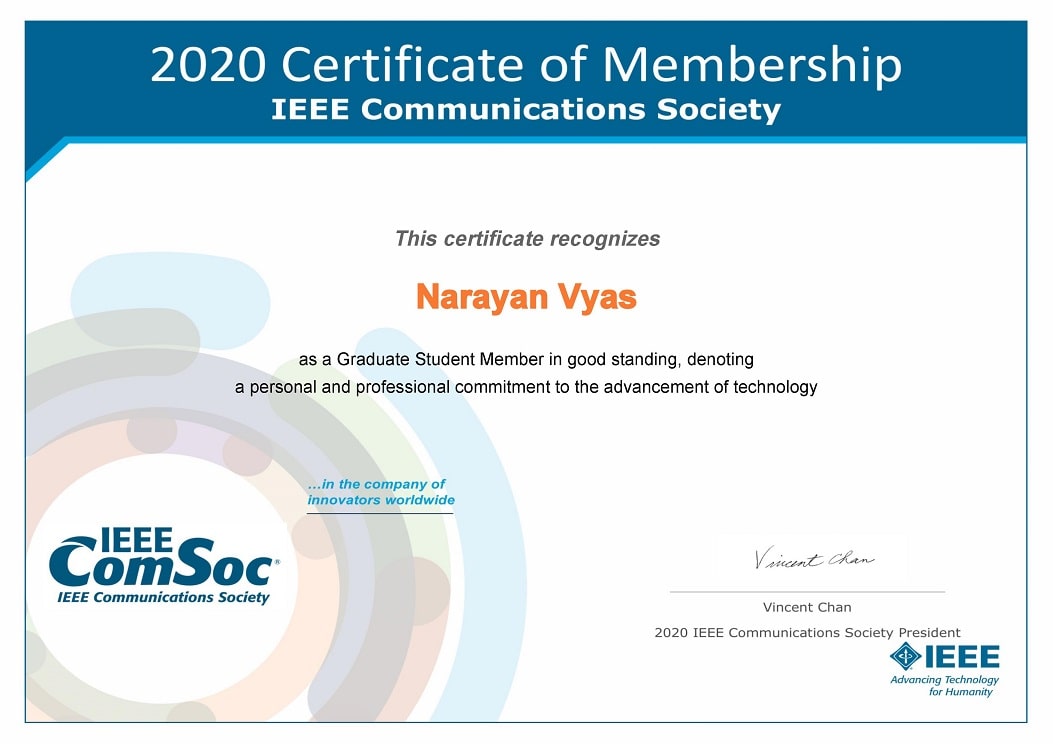 2020 Certificate of Membership
IEEE Communications Society
This certificate recognizes
Narayan Vyas
as a Graduate Student Member in good standing, denoting
a personal and professional commitment to the advancement of technology
...in the company of
innovators worldwide
IEEE
ComSoc®
IEEE Communications Society
Vincent Chan
Vincent Chan
2020 IEEE Communications Society President
IEEE
Advancing Technology
for Humanity